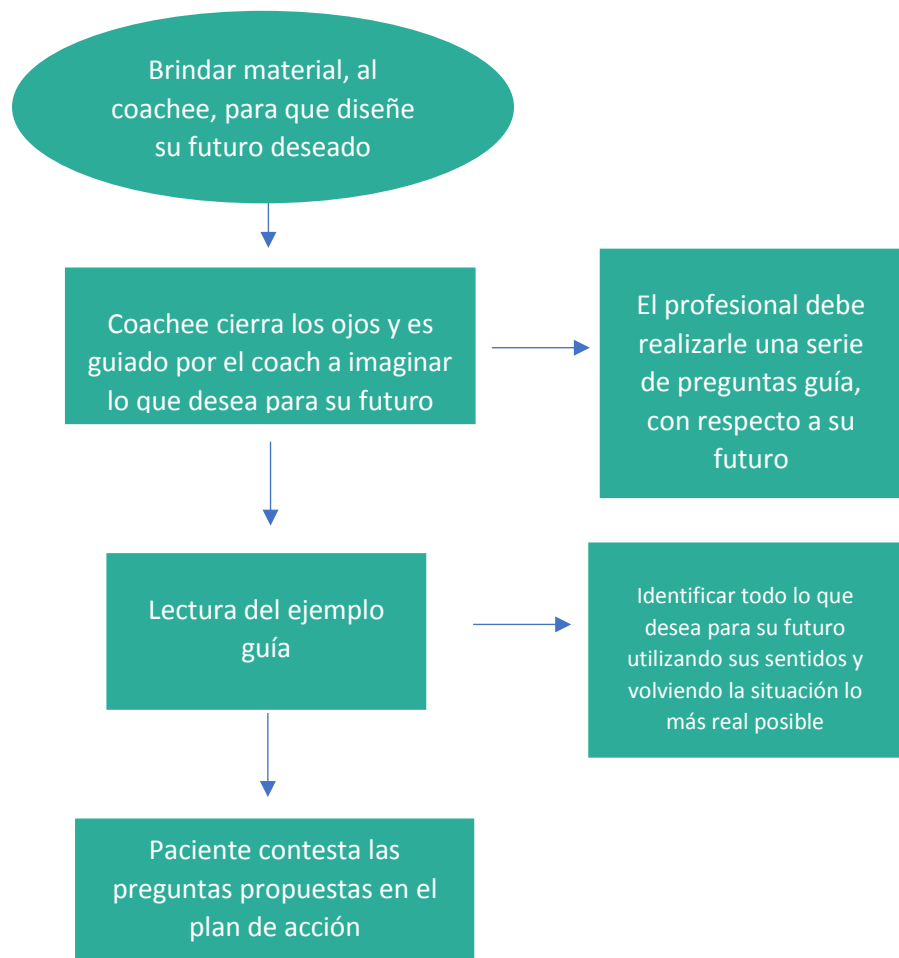 Brindar material, al
coachee, para que diseñe
su futuro deseado
Coachee cierra los ojos y es
guiado por el coach a imaginar
lo que desea para su futuro
El profesional debe
realizarle una serie
de preguntas guía,
con respecto a su
futuro
Lectura del ejemplo
guía
Identificar todo lo que
desea para su futuro
utilizando sus sentidos y
volviendo la situación lo
más real posible
Paciente contesta las
preguntas propuestas en el
plan de acción